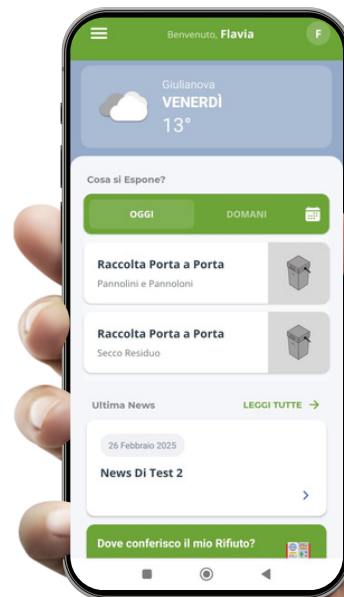 Benvenuto, Flavia
F
Giulianova
VENERDÌ
13°
Cosa si Espone?
OGGI
DOMANI
Raccolta Porta a Porta
Pannolini e Pannoloni
Raccolta Porta a Porta
Secco Residuo
Ultima News
LEGGI TUTTE →
26 Febbraio 2025
News Di Test 2
Dove conferisco il mio Rifiuto?